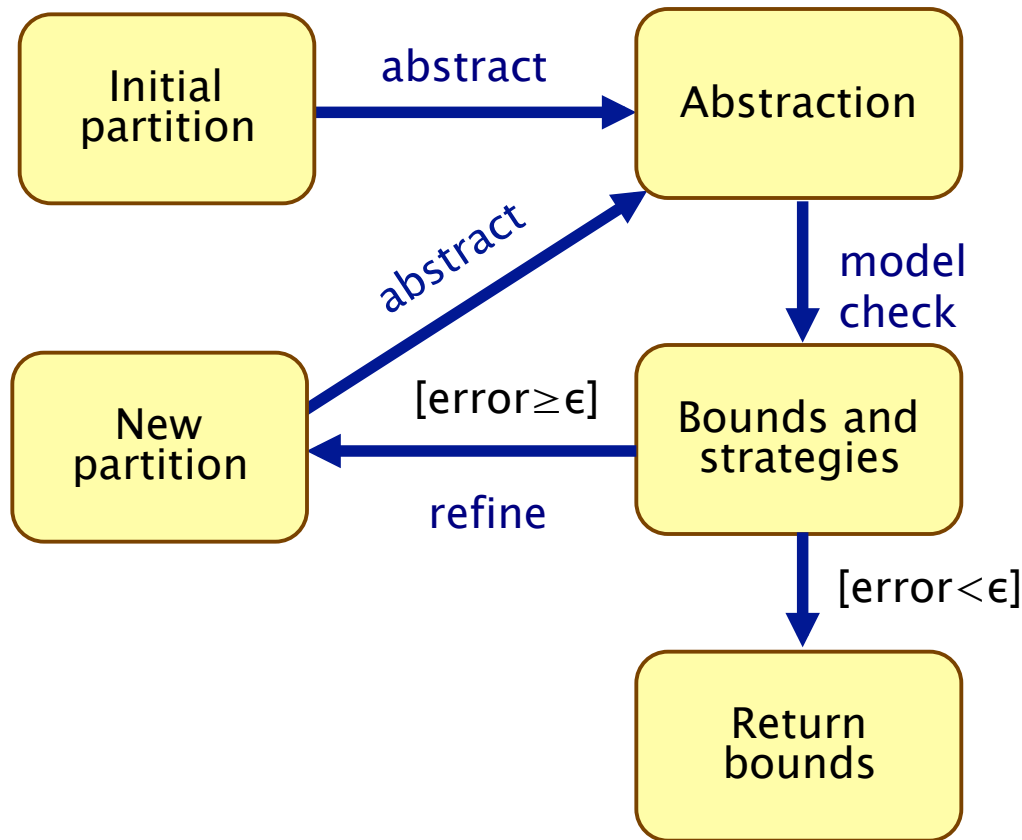 Initial
partition
abstract
Abstraction
abstract
model
check
New
partition
[error≥ϵ]
refine
Bounds and
strategies
[error<ϵ]
Return
bounds